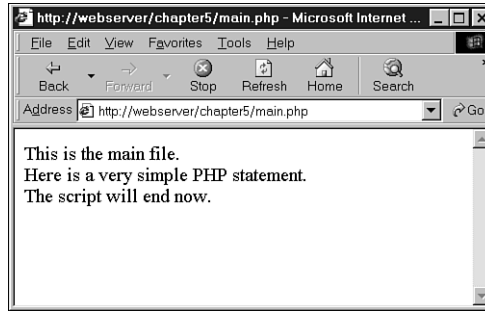 http://webserver/chapter5/main.php - Microsoft Internet ...
File Edit View Favorites Tools Help
Back Forward Stop Refresh Home Search
Address http://webserver/chapter5/main.php Go
This is the main file.
Here is a very simple PHP statement.
The script will end now.